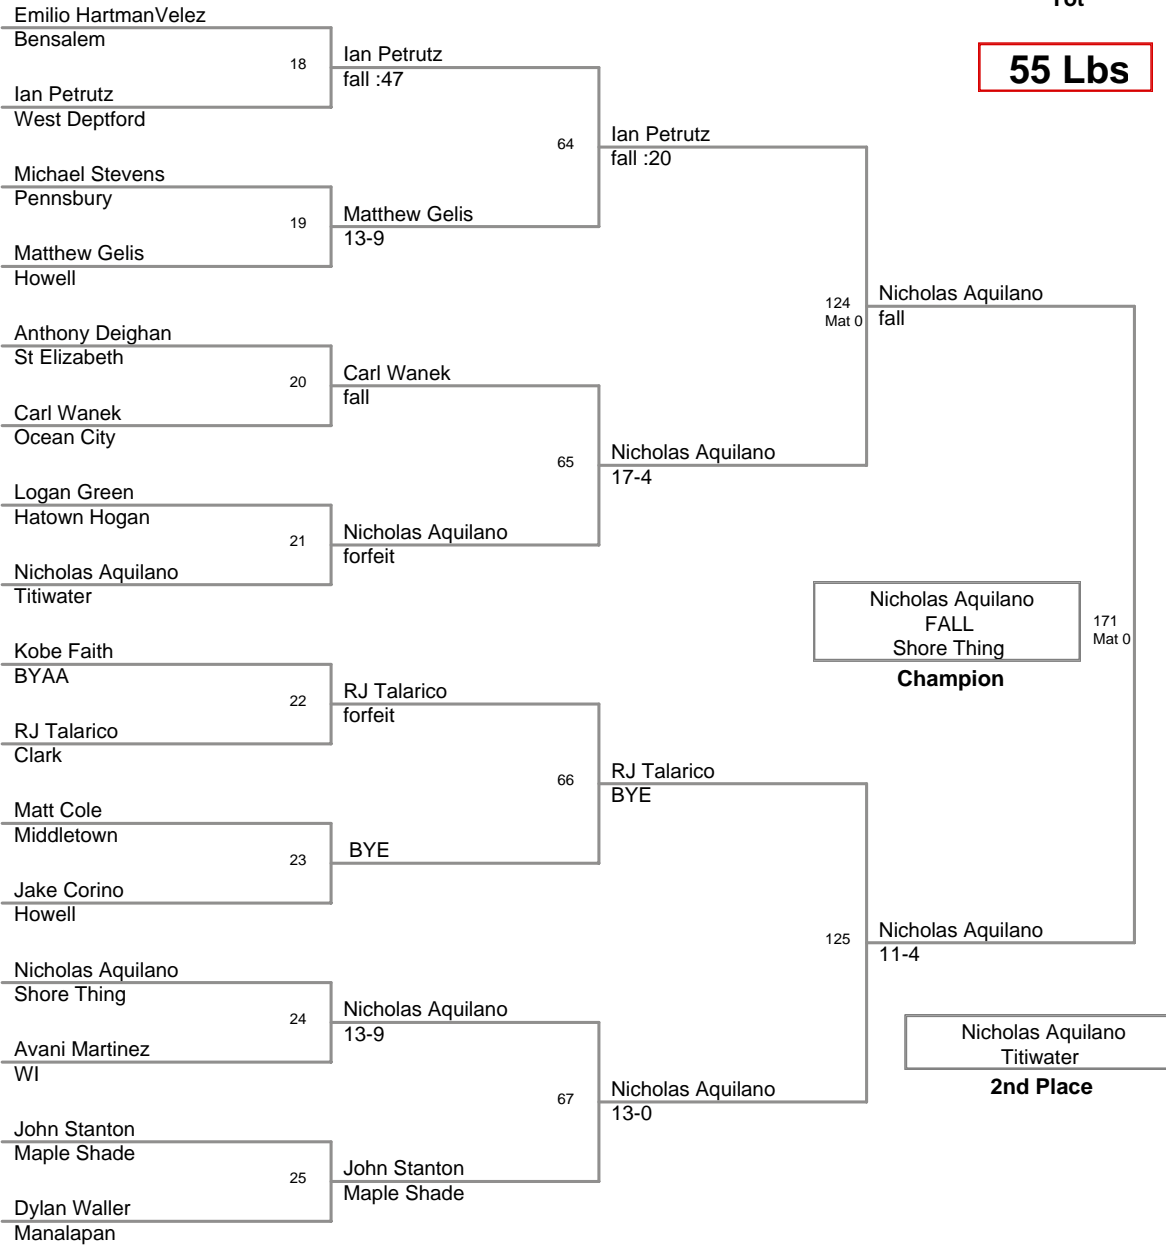 Tot
55 Lbs
Emilio HartmanVelez
Bensalem
18
Ian Petrutz
West Deptford
Ian Petrutz
fall :47
Michael Stevens
Pennsbury
19
Matthew Gelis
Howell
Matthew Gelis
13-9
64
Ian Petrutz
fall :20
Anthony Deighan
St Elizabeth
20
Carl Wanek
Ocean City
Carl Wanek
fall
Logan Green
Hatown Hogan
21
Nicholas Aquilano
Titiwater
Nicholas Aquilano
forfeit
65
Nicholas Aquilano
17-4
124
Mat 0
Nicholas Aquilano
fall
Kobe Faith
BYAA
22
RJ Talarico
Clark
RJ Talarico
forfeit
Matt Cole
Middletown
23
Jake Corino
Howell
BYE
66
RJ Talarico
BYE
Nicholas Aquilano
Shore Thing
24
Avani Martinez
WI
Nicholas Aquilano
13-9
John Stanton
Maple Shade
25
Dylan Waller
Manalapan
John Stanton
Maple Shade
67
Nicholas Aquilano
13-0
125
Nicholas Aquilano
11-4
171
Mat 0
Nicholas Aquilano
FALL
Shore Thing
Champion
Nicholas Aquilano
Titiwater
2nd Place